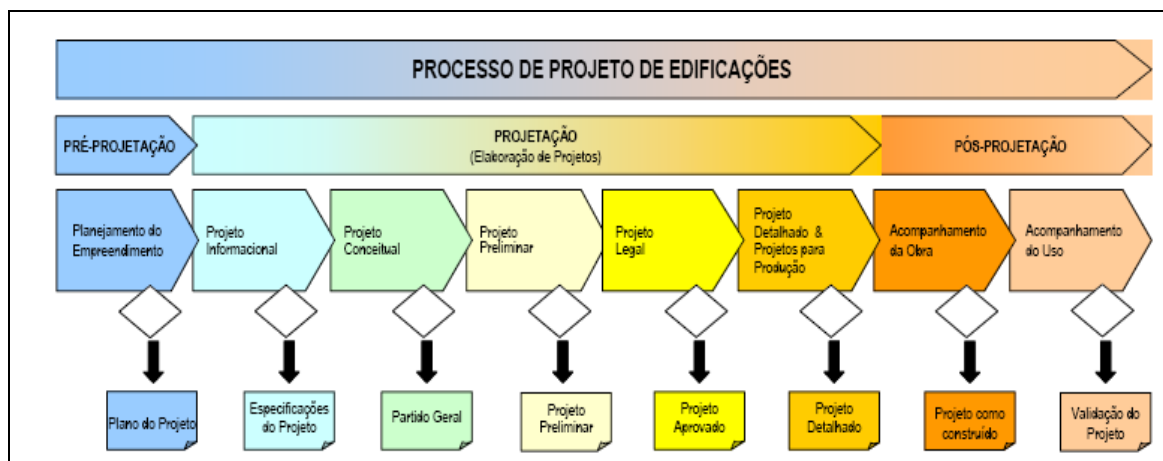 PROCESSO DE PROJETO DE EDIFICAÇÕES
PRÉ-PROJETAÇÃO
PROJETAÇÃO
(Elaboração de Projetos)
PÓS-PROJETAÇÃO
Planejamento do
Empreendimento
Projeto
Informacional
Projeto
Conceitual
Projeto
Preliminar
Projeto
Legal
Projeto
Detalhado &
Projetos para
Produção
Acompanhamento
da Obra
Acompanhamento
do Uso
Plano do Projeto
Especificações
do Projeto
Partido Geral
Projeto
Preliminar
Projeto
Aprovado
Projeto
Detalhado
Projeto como
construído
Validação do
Projeto